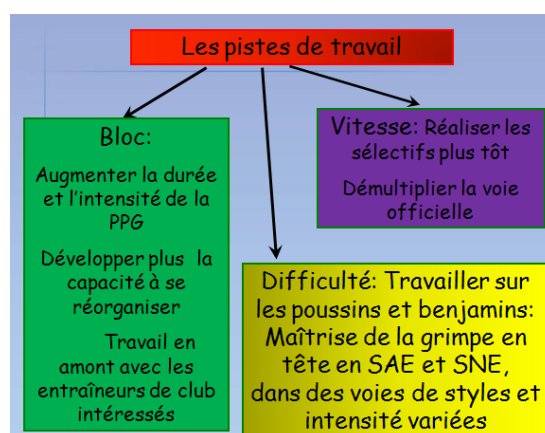 Les pistes de travail
Bloc:
Augmenter la durée
et l'intensité de la
PPG
Développer plus la
capacité à se
réorganiser
Travail en
amont avec les
entraîneurs de club
intéressés
Vitesse: Réaliser les
sélectifs plus tôt
Démultiplier la voie
officielle
Difficulté: Travailler sur
les poussins et benjamins:
Maîtrise de la grimpe en
tête en SAE et SNE,
dans des voies de styles et
intensité variées